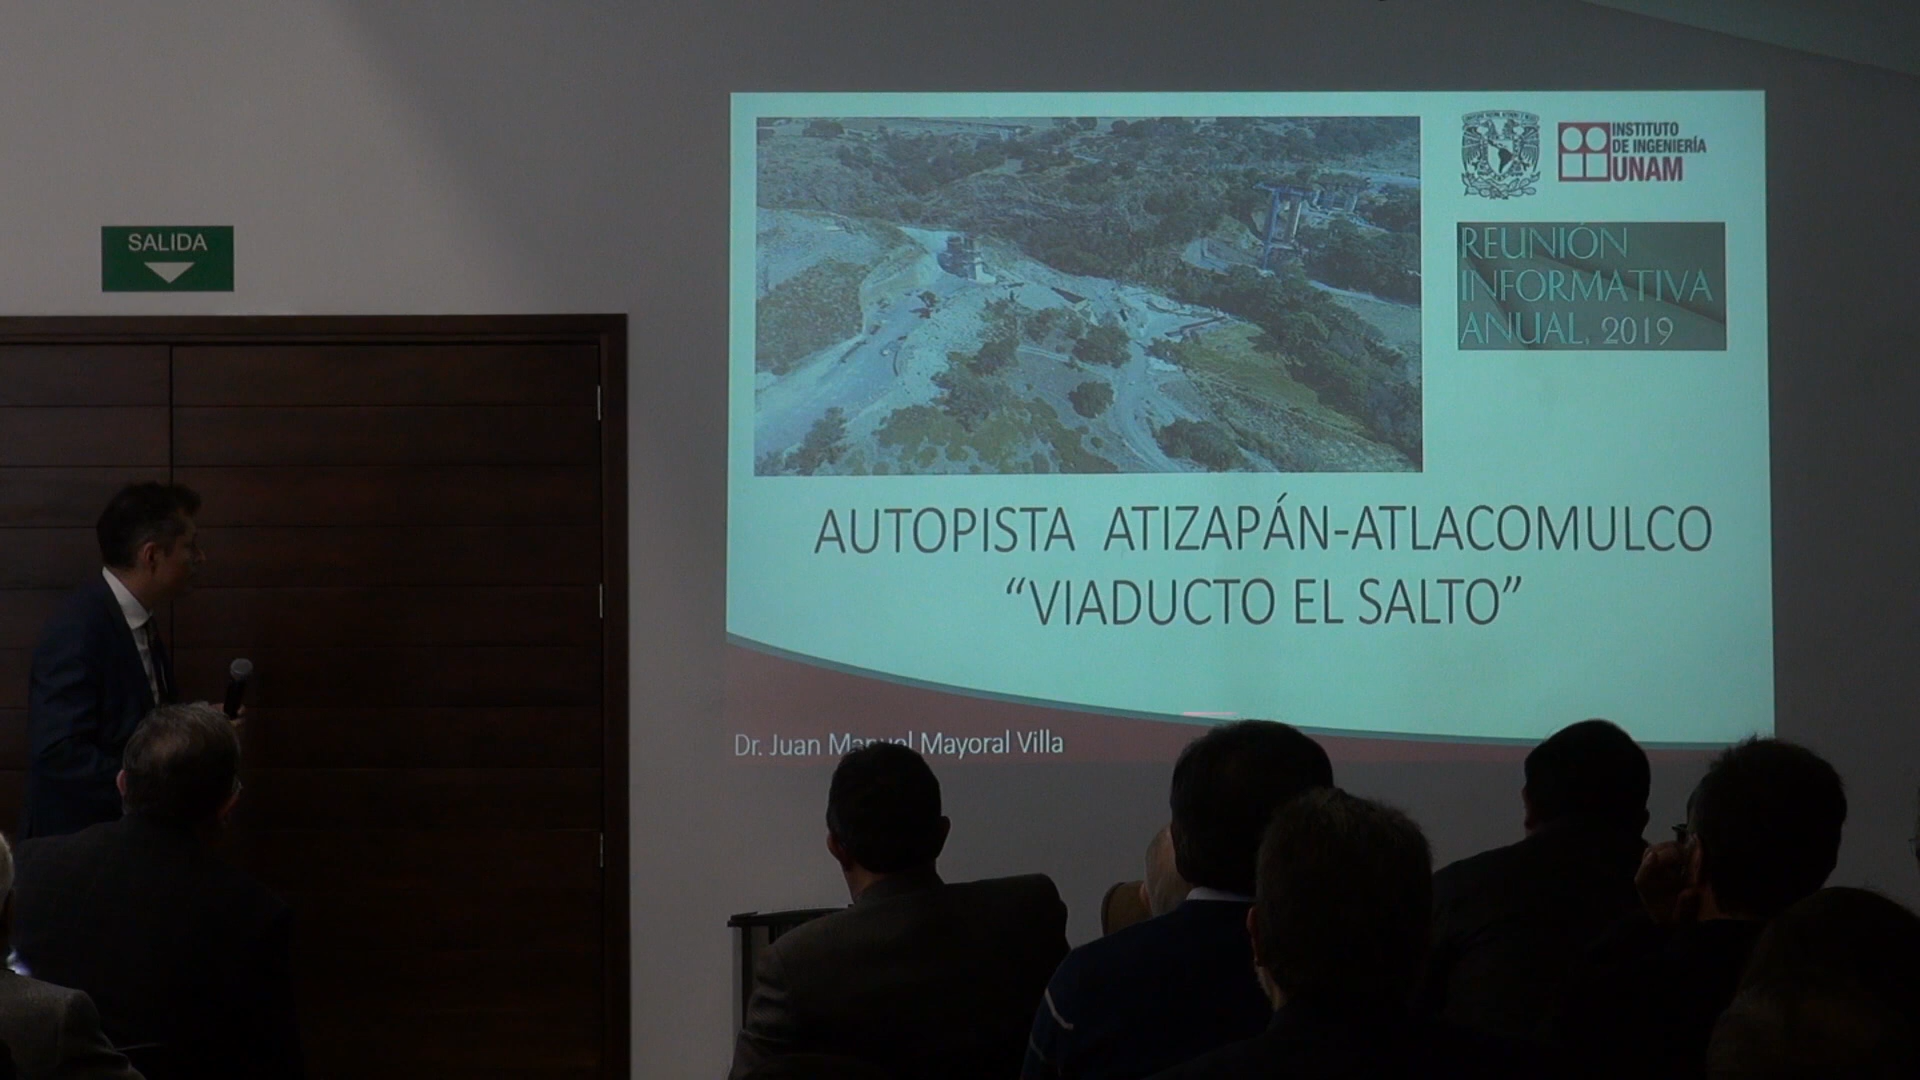 SALIDA
INSTITUTO
DE INGENIERÍA
UNAM
REUNIÓN
INFORMATIVA
ANUAL, 2019
AUTOPISTA ATIZAPÁN-ATLACOMULCO
“VIADUCTO EL SALTO”
Dr. Juan Manuel Mayoral Villa